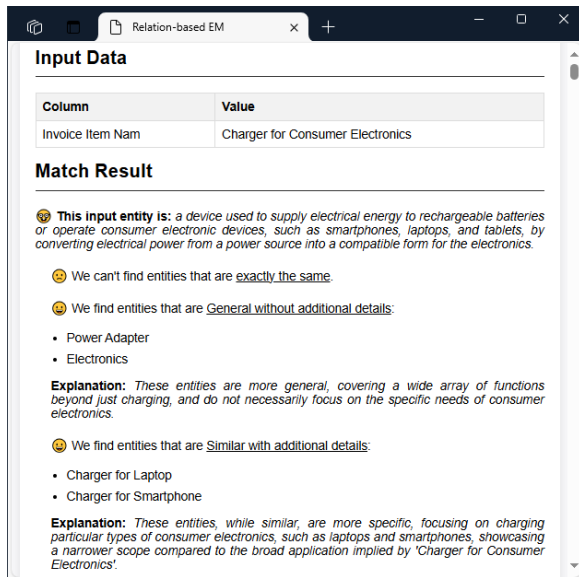 Relation-based EM
Input Data
Column Value
Invoice Item Nam Charger for Consumer Electronics
Match Result
This input entity is: a device used to supply electrical energy to rechargeable batteries
or operate consumer electronic devices, such as smartphones, laptops, and tablets, by
converting electrical power from a power source into a compatible form for the electronics.
We can't find entities that are exactly the same.
We find entities that are General without additional details:
• Power Adapter
• Electronics
Explanation: These entities are more general, covering a wide array of functions
beyond just charging, and do not necessarily focus on the specific needs of consumer
electronics.
We find entities that are Similar with additional details:
• Charger for Laptop
• Charger for Smartphone
Explanation: These entities, while similar, are more specific, focusing on charging
particular types of consumer electronics, such as laptops and smartphones, showcasing
a narrower scope compared to the broad application implied by 'Charger for Consumer
Electronics'.